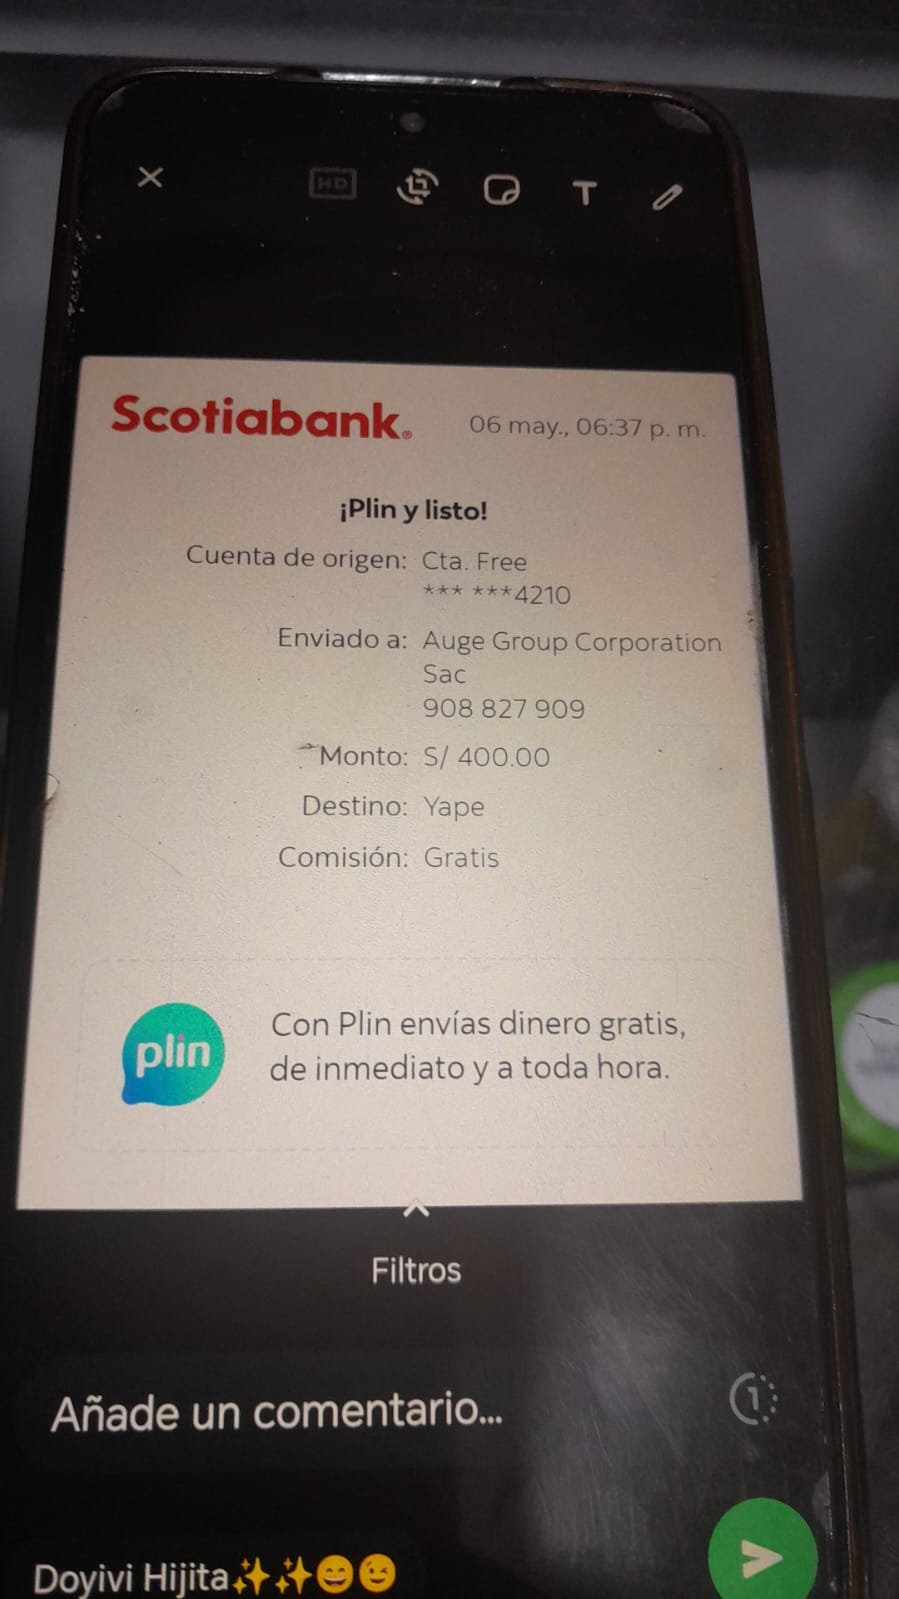 HD
T
Scotiabank®
06 may., 06:37 p. m.
¡Plin y listo!
Cuenta de origen: Cta. Free
*** ***4210
Enviado a: Auge Group Corporation
Sac
908 827 909
Monto: S/ 400.00
Destino: Yape
Comisión: Gratis
plin
Con Plin envías dinero gratis,
de inmediato y a toda hora.
Filtros
Añade un comentario...
1
Doyivi Hijita✨✨😄😉